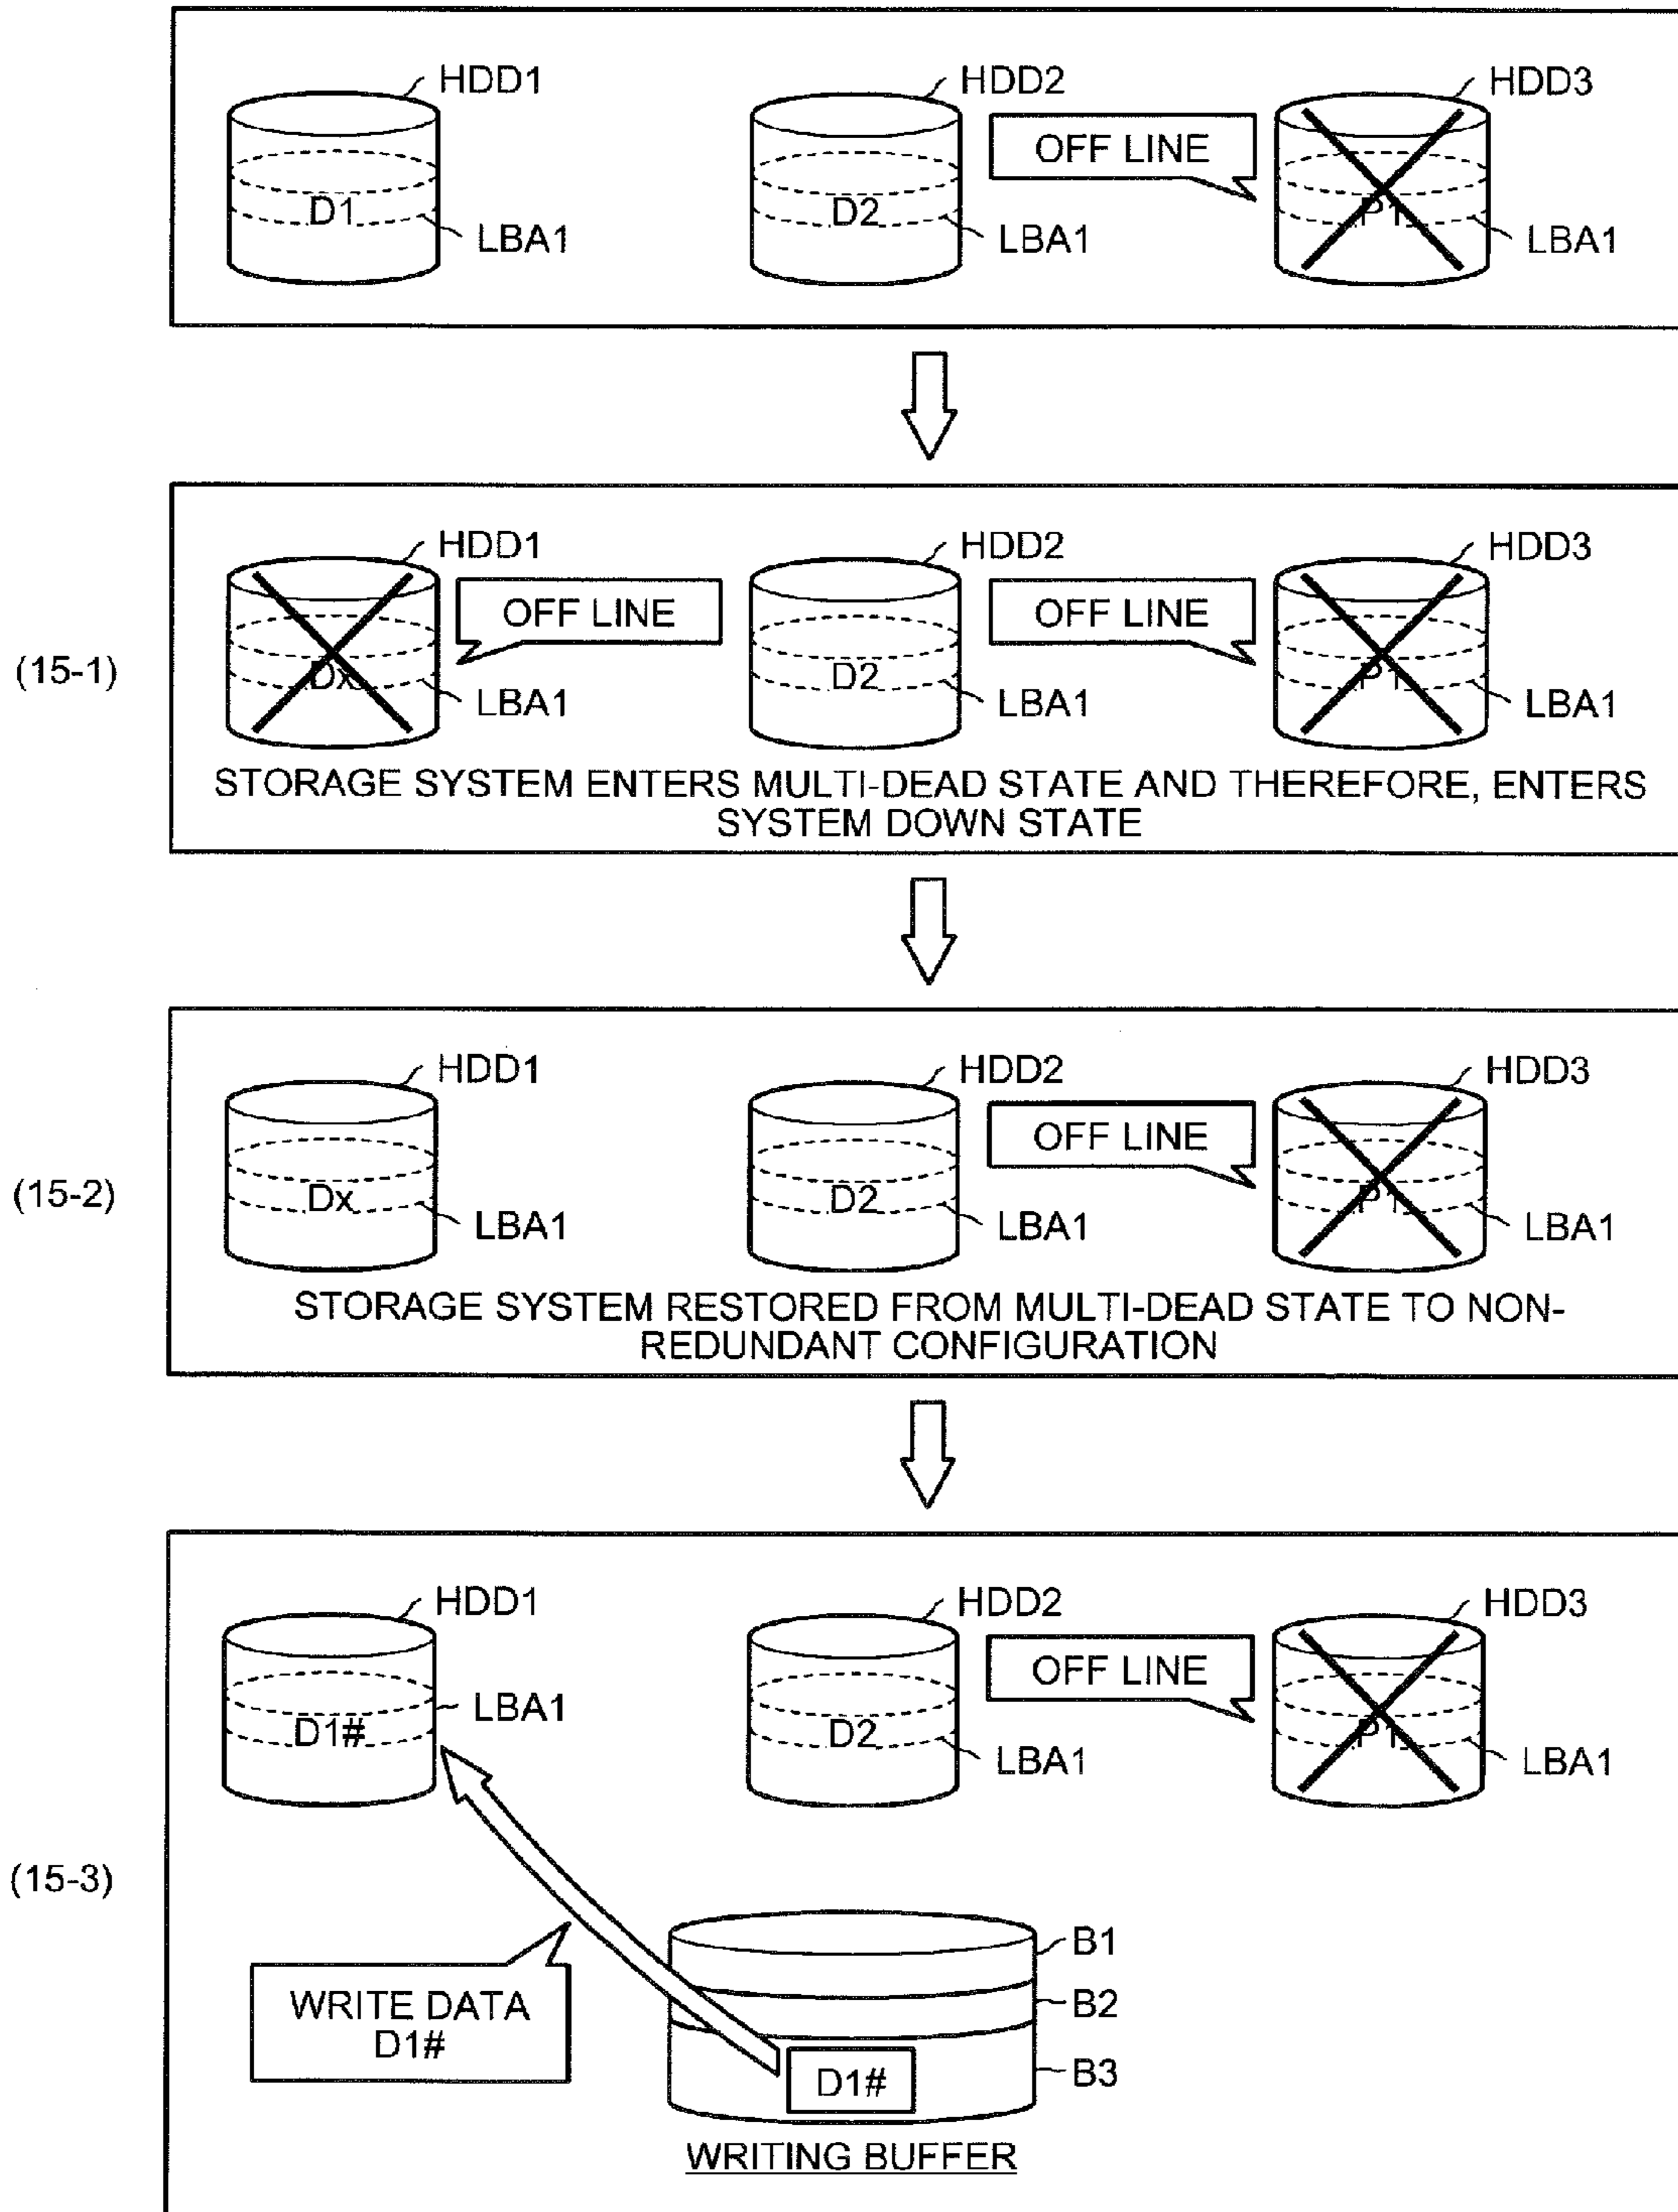 HDD1
HDD2
HDD3
OFF LINE
D1
D2
P1
LBA1
LBA1
LBA1
(15-1)
HDD1
HDD2
HDD3
OFF LINE
OFF LINE
Dx
D2
P1
LBA1
LBA1
LBA1
STORAGE SYSTEM ENTERS MULTI-DEAD STATE AND THEREFORE, ENTERS
SYSTEM DOWN STATE
(15-2)
HDD1
HDD2
HDD3
OFF LINE
Dx
D2
P1
LBA1
LBA1
LBA1
STORAGE SYSTEM RESTORED FROM MULTI-DEAD STATE TO NON-
REDUNDANT CONFIGURATION
(15-3)
HDD1
HDD2
HDD3
OFF LINE
LBA1
D1#
D2
P1
LBA1
LBA1
WRITE DATA
D1#
B1
B2
B3
D1#
WRITING BUFFER